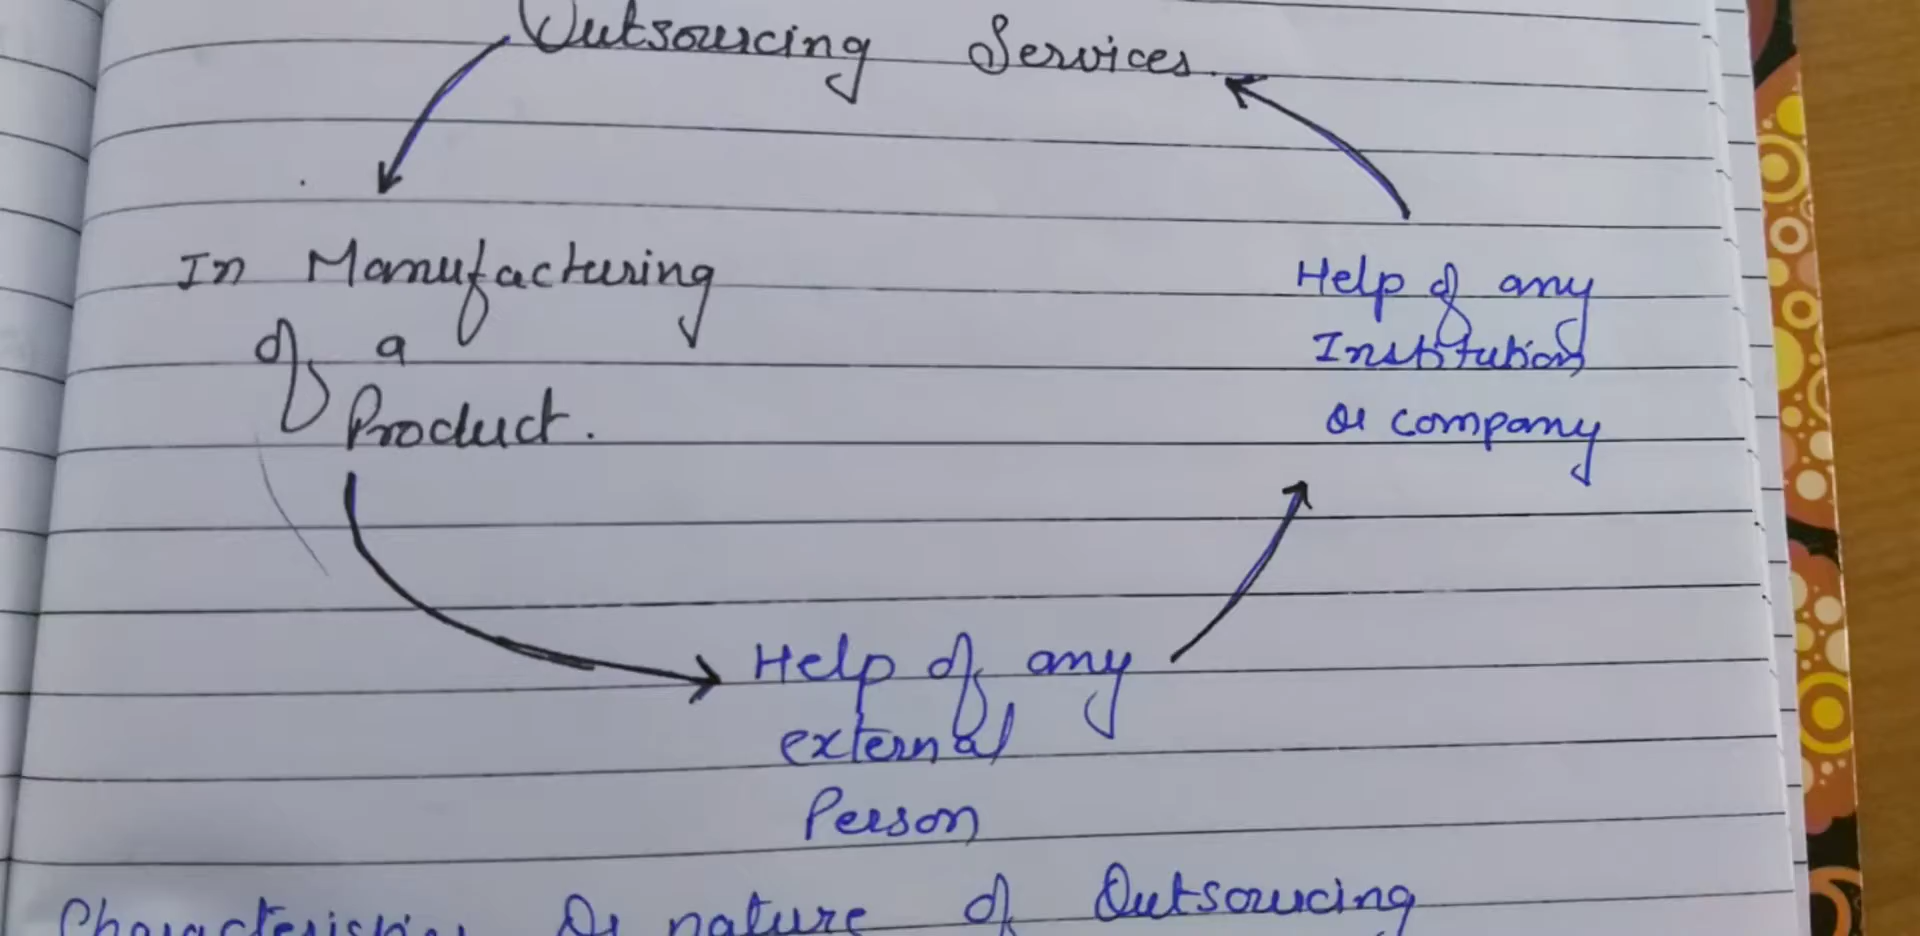 Outsourcing Services.
In Manufacturing
of a
Product.
Help of any
Institution
or company
Help of any
external
Person
Characteristics Or nature of Outsourcing